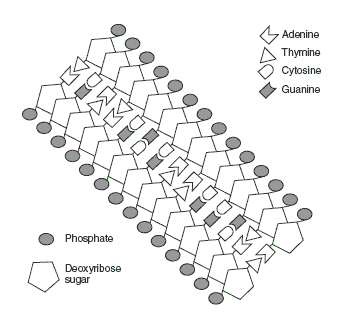 Adenine
Thymine
Cytosine
Guanine
Phosphate
Deoxyribose
sugar